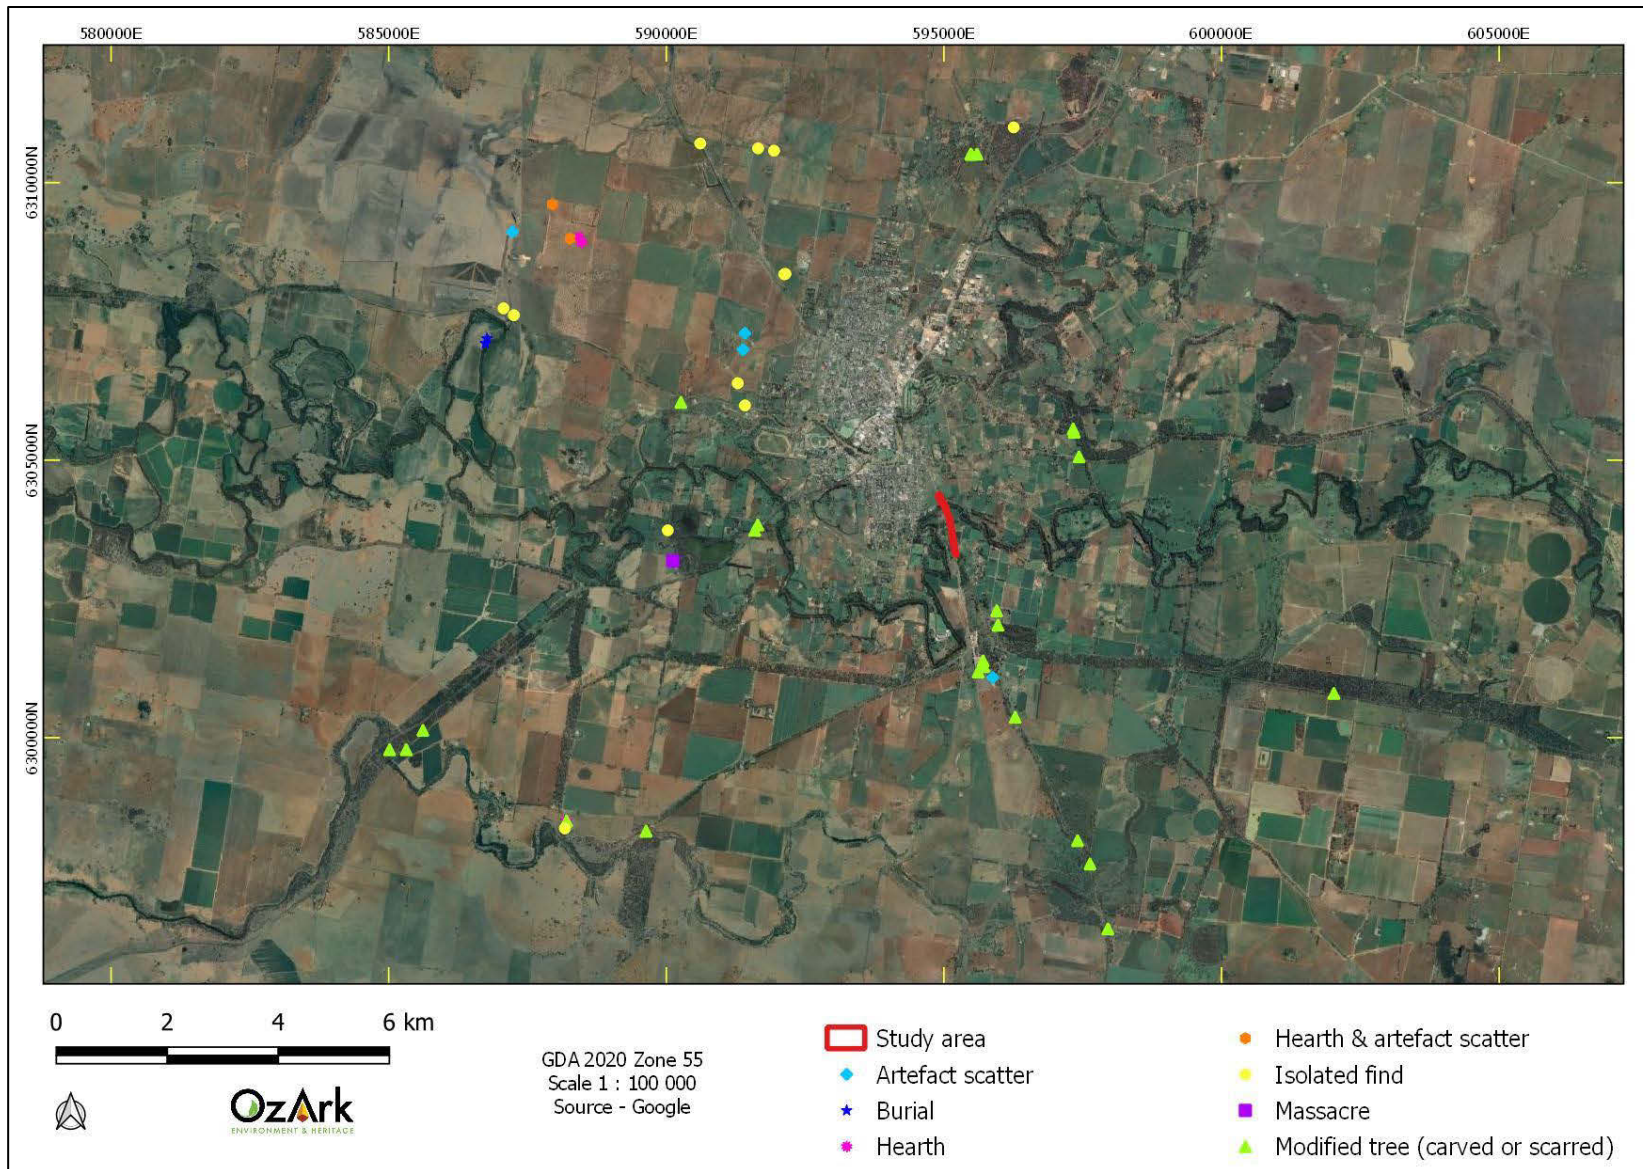 580000E 585000E 590000E 595000E 600000E 605000E
6310000N
6305000N
6300000N
0 2 4 6 km
GDA 2020 Zone 55
Scale 1 : 100 000
Source - Google
OzArk
ENVIRONMENT & HERITAGE
Study area
Artefact scatter
Burial
Hearth
Hearth & artefact scatter
Isolated find
Massacre
Modified tree (carved or scarred)